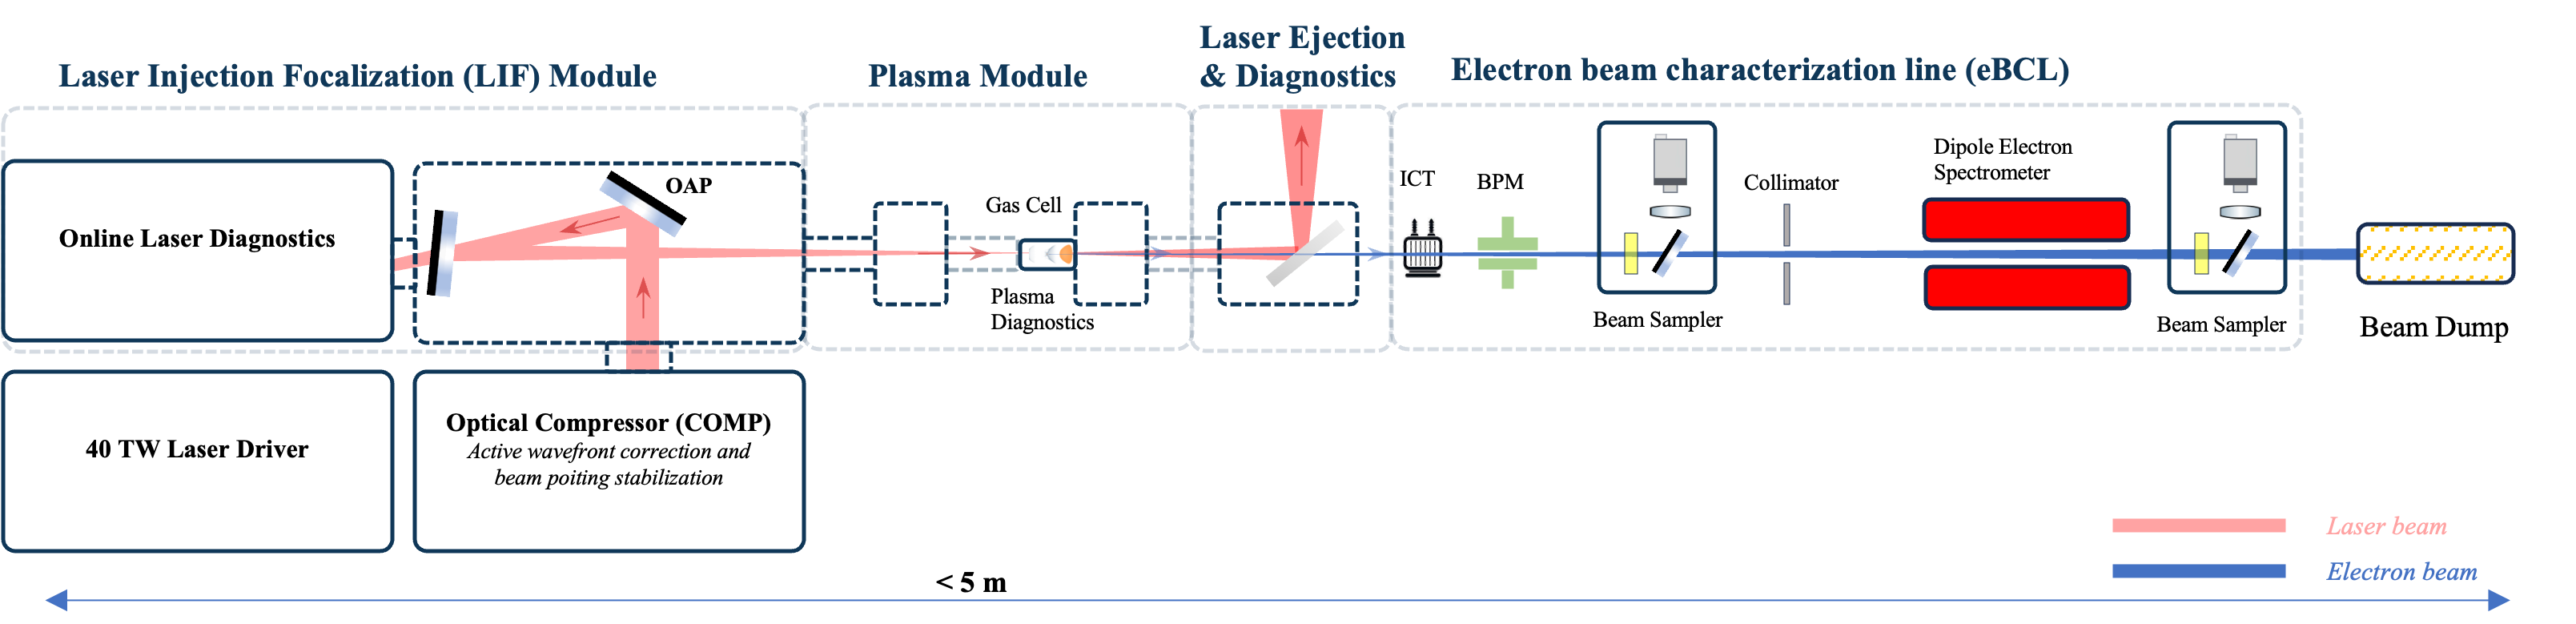 Laser Injection Focalization (LIF) Module
Plasma Module
Laser Ejection
& Diagnostics
Electron beam characterization line (eBCL)
Online Laser Diagnostics
OAP
Gas Cell
Plasma
Diagnostics
ICT
BPM
Beam Sampler
Collimator
Dipole Electron
Spectrometer
Beam Sampler
Beam Dump
40 TW Laser Driver
Optical Compressor (COMP)
Active wavefront correction and
beam poiting stabilization
Laser beam
Electron beam
< 5 m